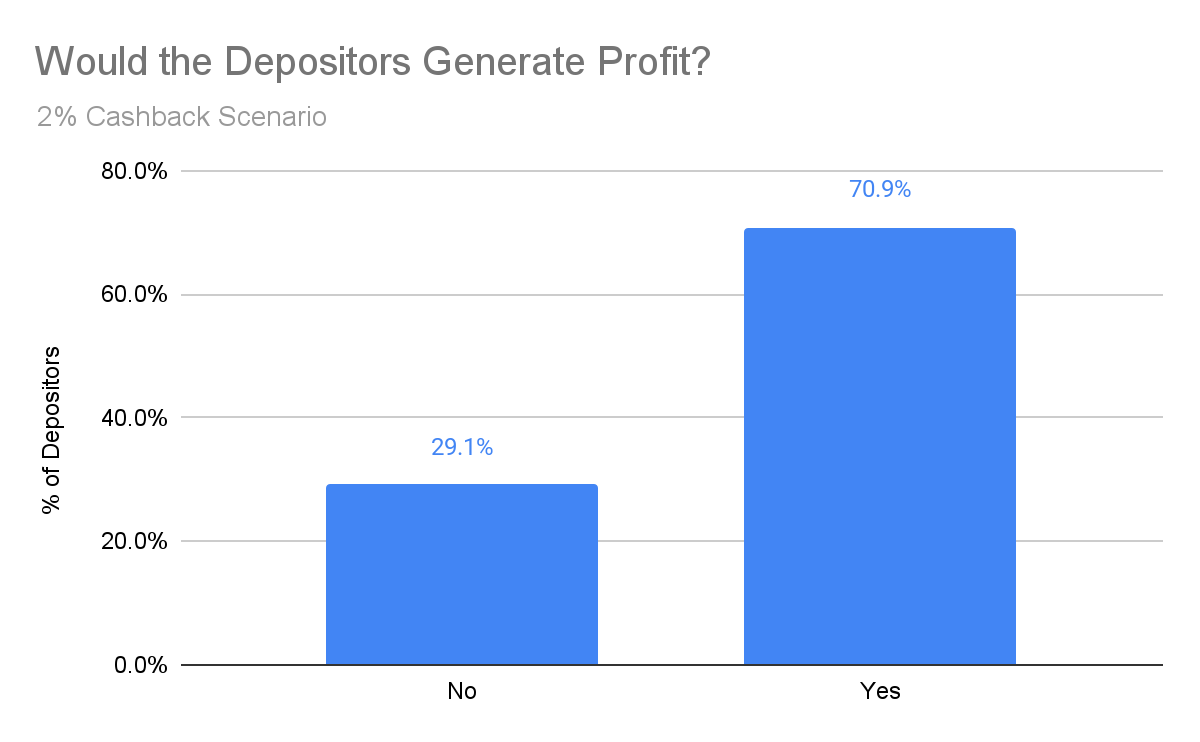 Would the Depositors Generate Profit?
2% Cashback Scenario
80.0%
60.0%
40.0%
20.0%
0.0%
% of Depositors
29.1%
70.9%
No
Yes